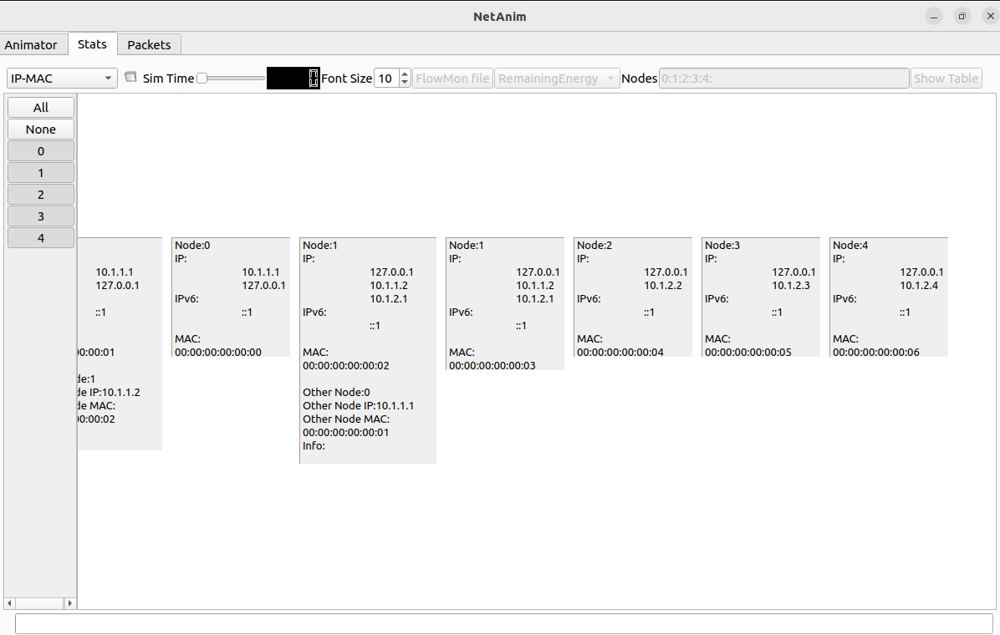 NetAnim
Animator Stats Packets
IP-MAC Sim Time Font Size 10 FlowMon file RemainingEnergy Nodes 0:1:2:3:4: Show Table
All
None
0
1
2
3
4
10.1.1.1
127.0.0.1
::1
00:00:01
de:1
de IP:10.1.1.2
de MAC:
00:00:02
Node:0
IP:
10.1.1.1
127.0.0.1
IPv6:
::1
MAC:
00:00:00:00:00:00
Node:1
IP:
127.0.0.1
10.1.1.2
10.1.2.1
IPv6:
::1
MAC:
00:00:00:00:00:02
Other Node:0
Other Node IP:10.1.1.1
Other Node MAC:
00:00:00:00:00:01
Info:
Node:1
IP:
127.0.0.1
10.1.1.2
10.1.2.1
IPv6:
::1
MAC:
00:00:00:00:00:03
Node:2
IP:
127.0.0.1
10.1.2.2
IPv6:
::1
MAC:
00:00:00:00:00:04
Node:3
IP:
127.0.0.1
10.1.2.3
IPv6:
::1
MAC:
00:00:00:00:00:05
Node:4
IP:
127.0.0.1
10.1.2.4
IPv6:
::1
MAC:
00:00:00:00:00:06